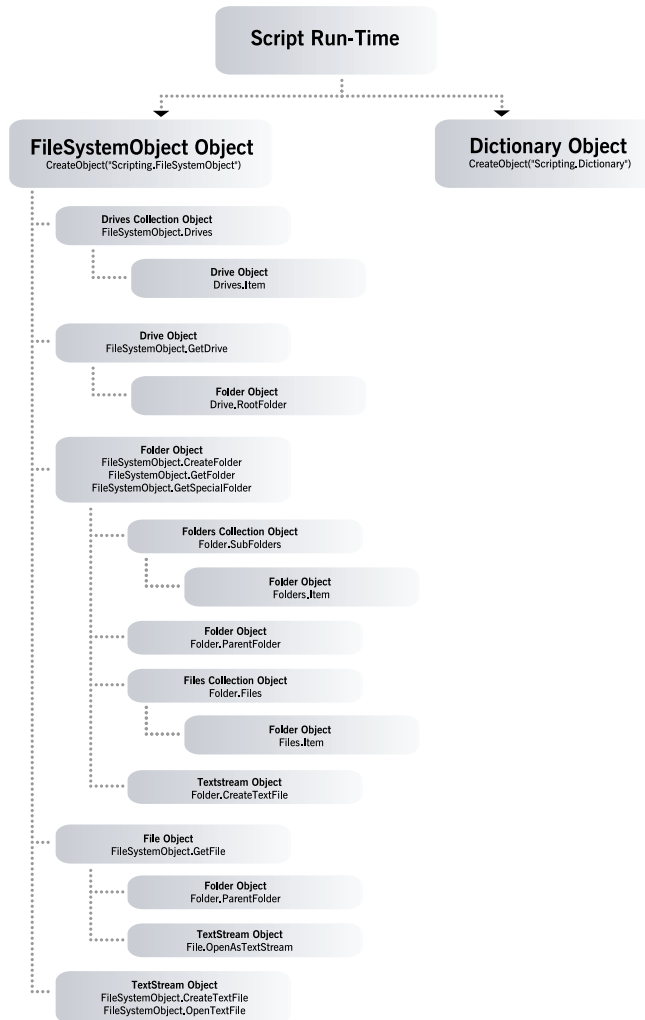 Script Run-Time
FileSystemObject Object
CreateObject("Scripting.FileSystemObject")
Dictionary Object
CreateObject("Scripting.Dictionary")
Drives Collection Object
FileSystemObject.Drives
Drive Object
Drives.Item
Drive Object
FileSystemObject.GetDrive
Folder Object
Drive.RootFolder
Folder Object
FileSystemObject.CreateFolder
FileSystemObject.GetFolder
FileSystemObject.GetSpecialFolder
Folders Collection Object
Folder.SubFolders
Folder Object
Folders.Item
Folder Object
Folder.ParentFolder
Files Collection Object
Folder.Files
Folder Object
Files.Item
Textstream Object
Folder.CreateTextFile
File Object
FileSystemObject.GetFile
Folder Object
Folder.ParentFolder
TextStream Object
File.OpenAsTextStream
TextStream Object
FileSystemObject.CreateTextFile
FileSystemObject.OpenTextFile